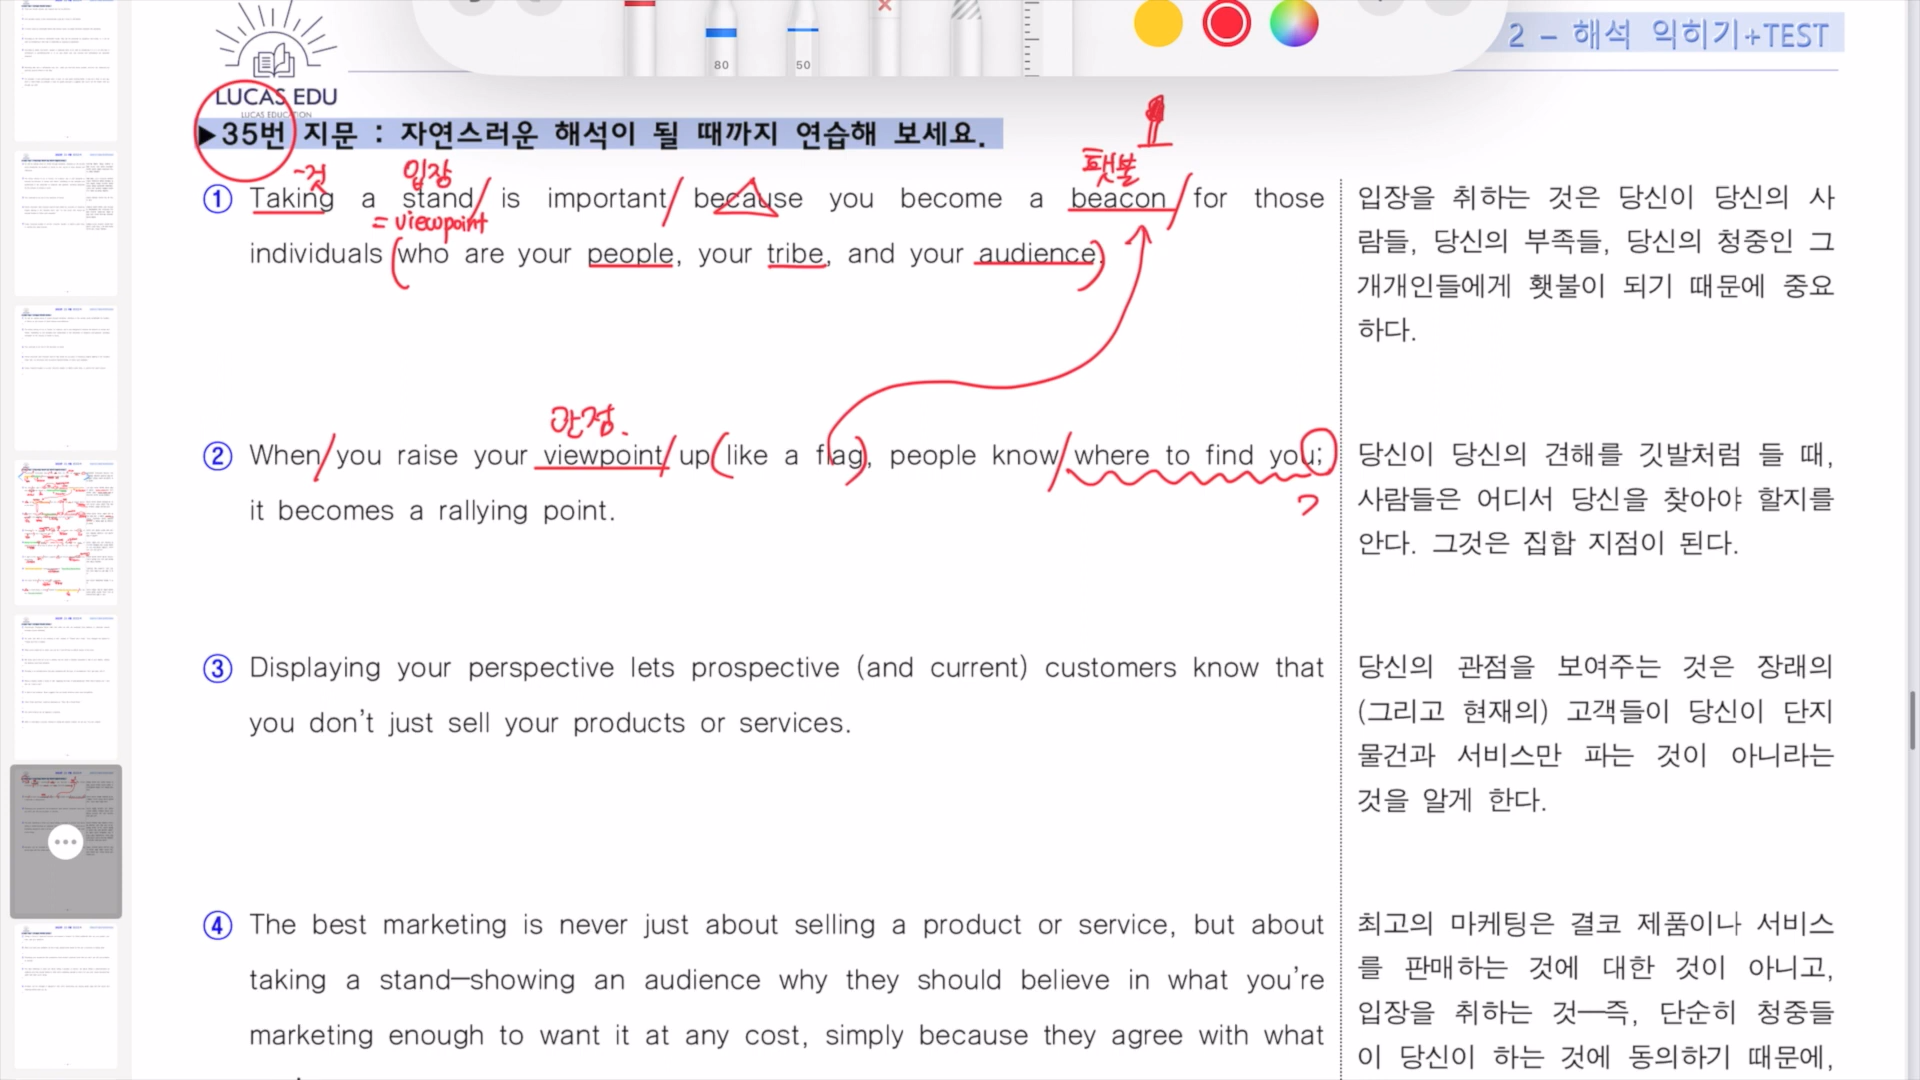 80
50
2 – 해석 익히기+TEST
LUCAS EDU
LUCAS EDUCATION
▶35번 지문 : 자연스러운 해석이 될 때까지 연습해 보세요.
~것
입장
횃불
① Taking a stand is important because you become a beacon for those
= viewpoint
individuals who are your people, your tribe, and your audience.
입장을 취하는 것은 당신이 당신의 사
람들, 당신의 부족들, 당신의 청중인 그
개개인들에게 횃불이 되기 때문에 중요
하다.
관점.
② When you raise your viewpoint up like a flag, people know where to find you;
it becomes a rallying point.
당신이 당신의 견해를 깃발처럼 들 때,
사람들은 어디서 당신을 찾아야 할지를
안다. 그것은 집합 지점이 된다.
③ Displaying your perspective lets prospective (and current) customers know that
you don't just sell your products or services.
당신의 관점을 보여주는 것은 장래의
(그리고 현재의) 고객들이 당신이 단지
물건과 서비스만 파는 것이 아니라는
것을 알게 한다.
④ The best marketing is never just about selling a product or service, but about
taking a stand—showing an audience why they should believe in what you're
marketing enough to want it at any cost, simply because they agree with what
최고의 마케팅은 결코 제품이나 서비스
를 판매하는 것에 대한 것이 아니고,
입장을 취하는 것—즉, 단순히 청중들
이 당신이 하는 것에 동의하기 때문에,